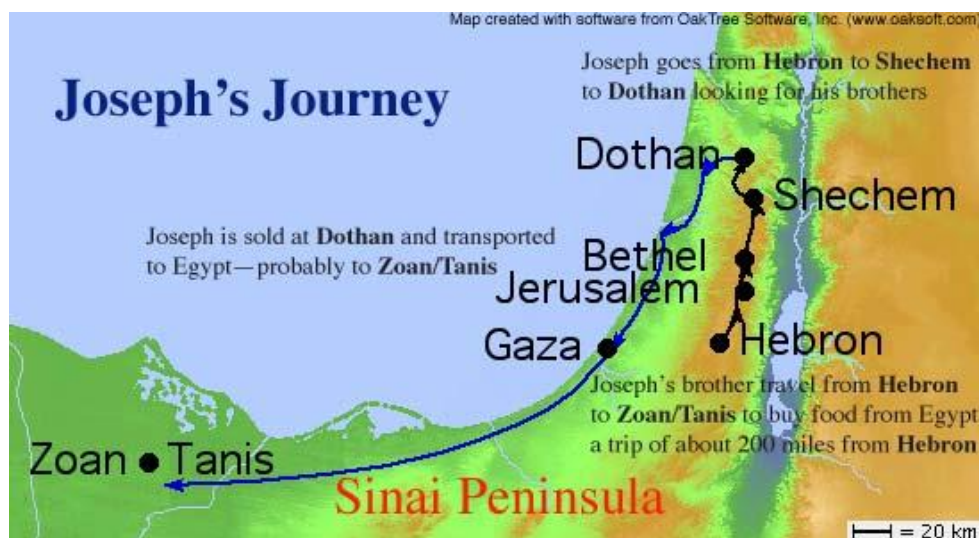 Map created with software from OakTree Software, Inc. (www.oaksoft.com)
Joseph's Journey
Joseph goes from Hebron to Shechem
to Dothan looking for his brothers
Dothan
Shechem
Joseph is sold at Dothan and transported
to Egypt—probably to Zoan/Tanis
Bethel
Jerusalem
Gaza
Hebron
Joseph's brother travel from Hebron
to Zoan/Tanis to buy food from Egypt
a trip of about 200 miles from Hebron
Zoan Tanis
Sinai Peninsula
= 20 km